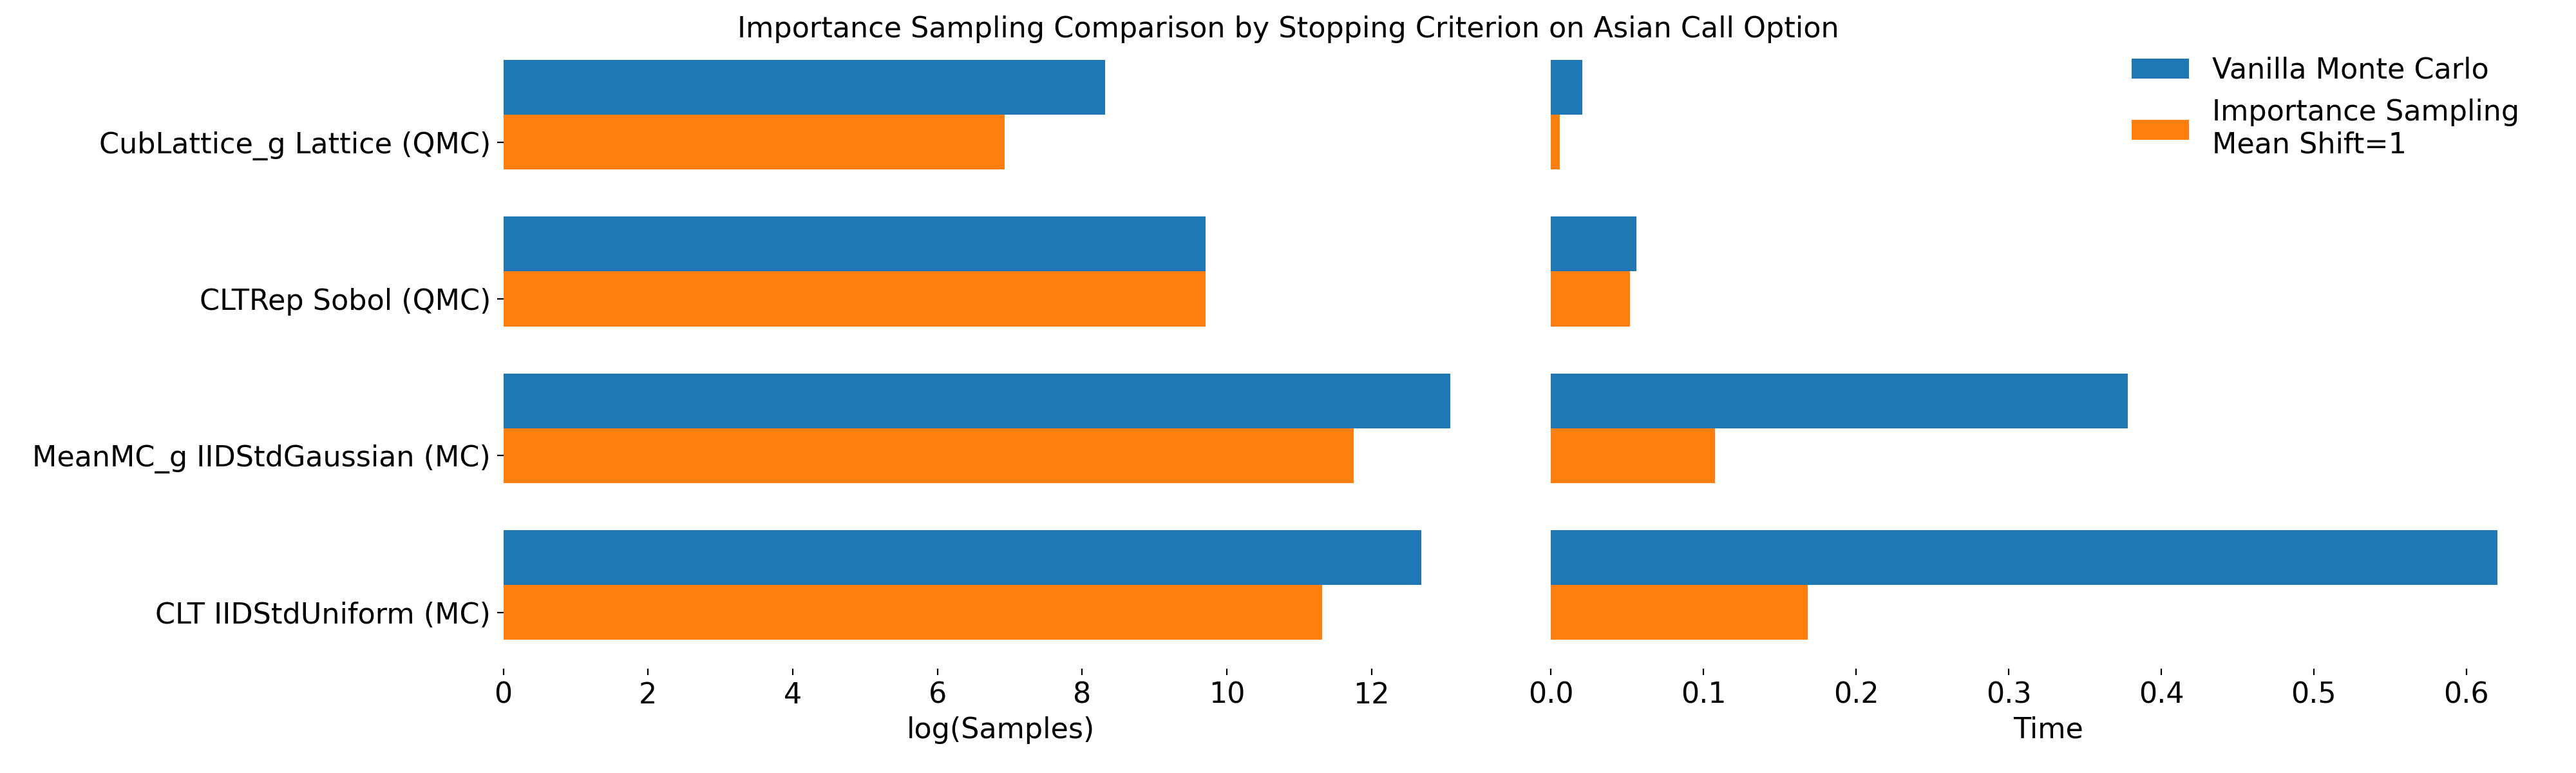 Importance Sampling Comparison by Stopping Criterion on Asian Call Option
Vanilla Monte Carlo
Importance Sampling
Mean Shift=1
CubLattice_g Lattice (QMC)
CLTRep Sobol (QMC)
MeanMC_g IIDStdGaussian (MC)
CLT IIDStdUniform (MC)
0 2 4 6 8 10 12
log(Samples)
0.0 0.1 0.2 0.3 0.4 0.5 0.6
Time